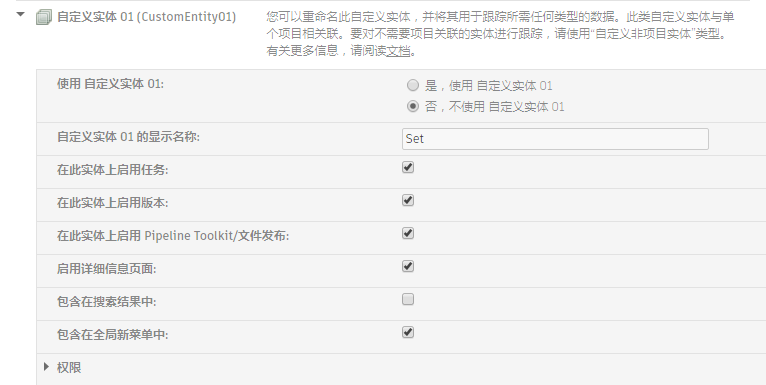 自定义实体 01 (CustomEntity01)
您可以重命名此自定义实体，并将其用于跟踪所需任何类型的数据。此类自定义实体与单
个项目相关联。要对不需要项目关联的实体进行跟踪，请使用“自定义非项目实体”类型。
有关更多信息，请阅读文档。
使用 自定义实体 01:
是，使用 自定义实体 01
否，不使用 自定义实体 01
自定义实体 01 的显示名称:
Set
在此实体上启用任务:
在此实体上启用版本:
在此实体上启用 Pipeline Toolkit/文件发布:
启用详细信息页面:
包含在搜索结果中:
包含在全局新菜单中:
权限